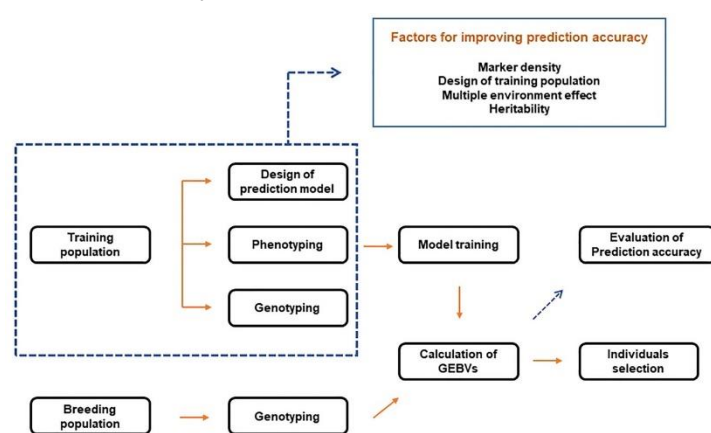 Factors for improving prediction accuracy
Marker density
Design of training population
Multiple environment effect
Heritability
Design of
prediction model
Training
population
Phenotyping
Model training
Evaluation of
Prediction accuracy
Genotyping
Calculation of
GEBVs
Individuals
selection
Breeding
population
Genotyping